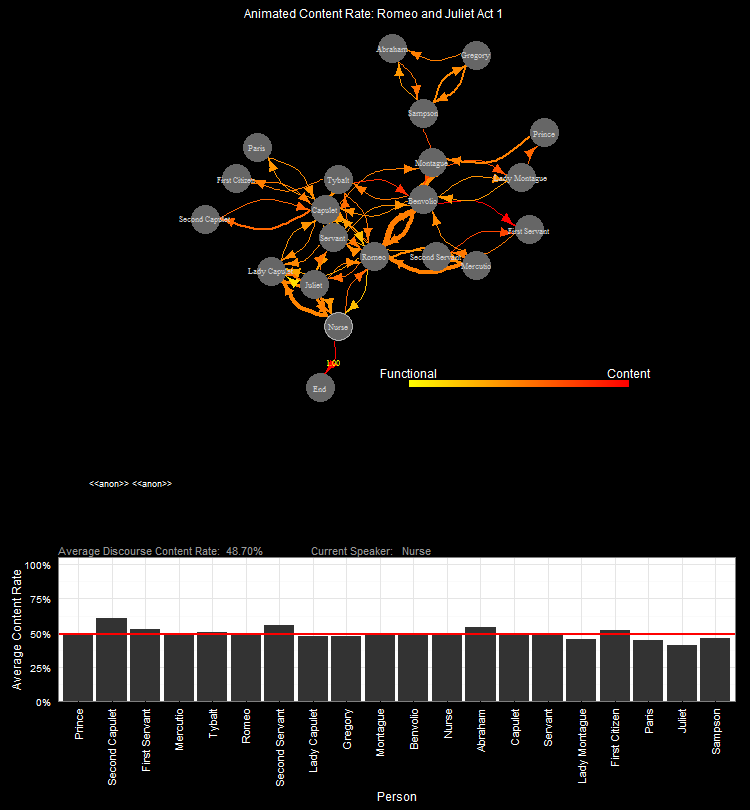 Animated Content Rate: Romeo and Juliet Act 1
Abraham
Gregory
Sampson
Prince
Paris
Montague
First Citizen
Tybalt
Lady Montague
Benvolio
Second Capulet
Capulet
First Servant
Servant
Romeo
Second Servant
Mercutio
Lady Capulet
Juliet
Nurse
1.00
End
Functional Content
<<anon>> <<anon>>
Average Discourse Content Rate: 48.70% Current Speaker: Nurse
100%
75%
50%
25%
0%
Average Content Rate
Prince
Second Capulet
First Servant
Mercutio
Tybalt
Romeo
Second Servant
Lady Capulet
Gregory
Montague
Benvolio
Nurse
Abraham
Capulet
Servant
Lady Montague
First Citizen
Paris
Juliet
Sampson
Person